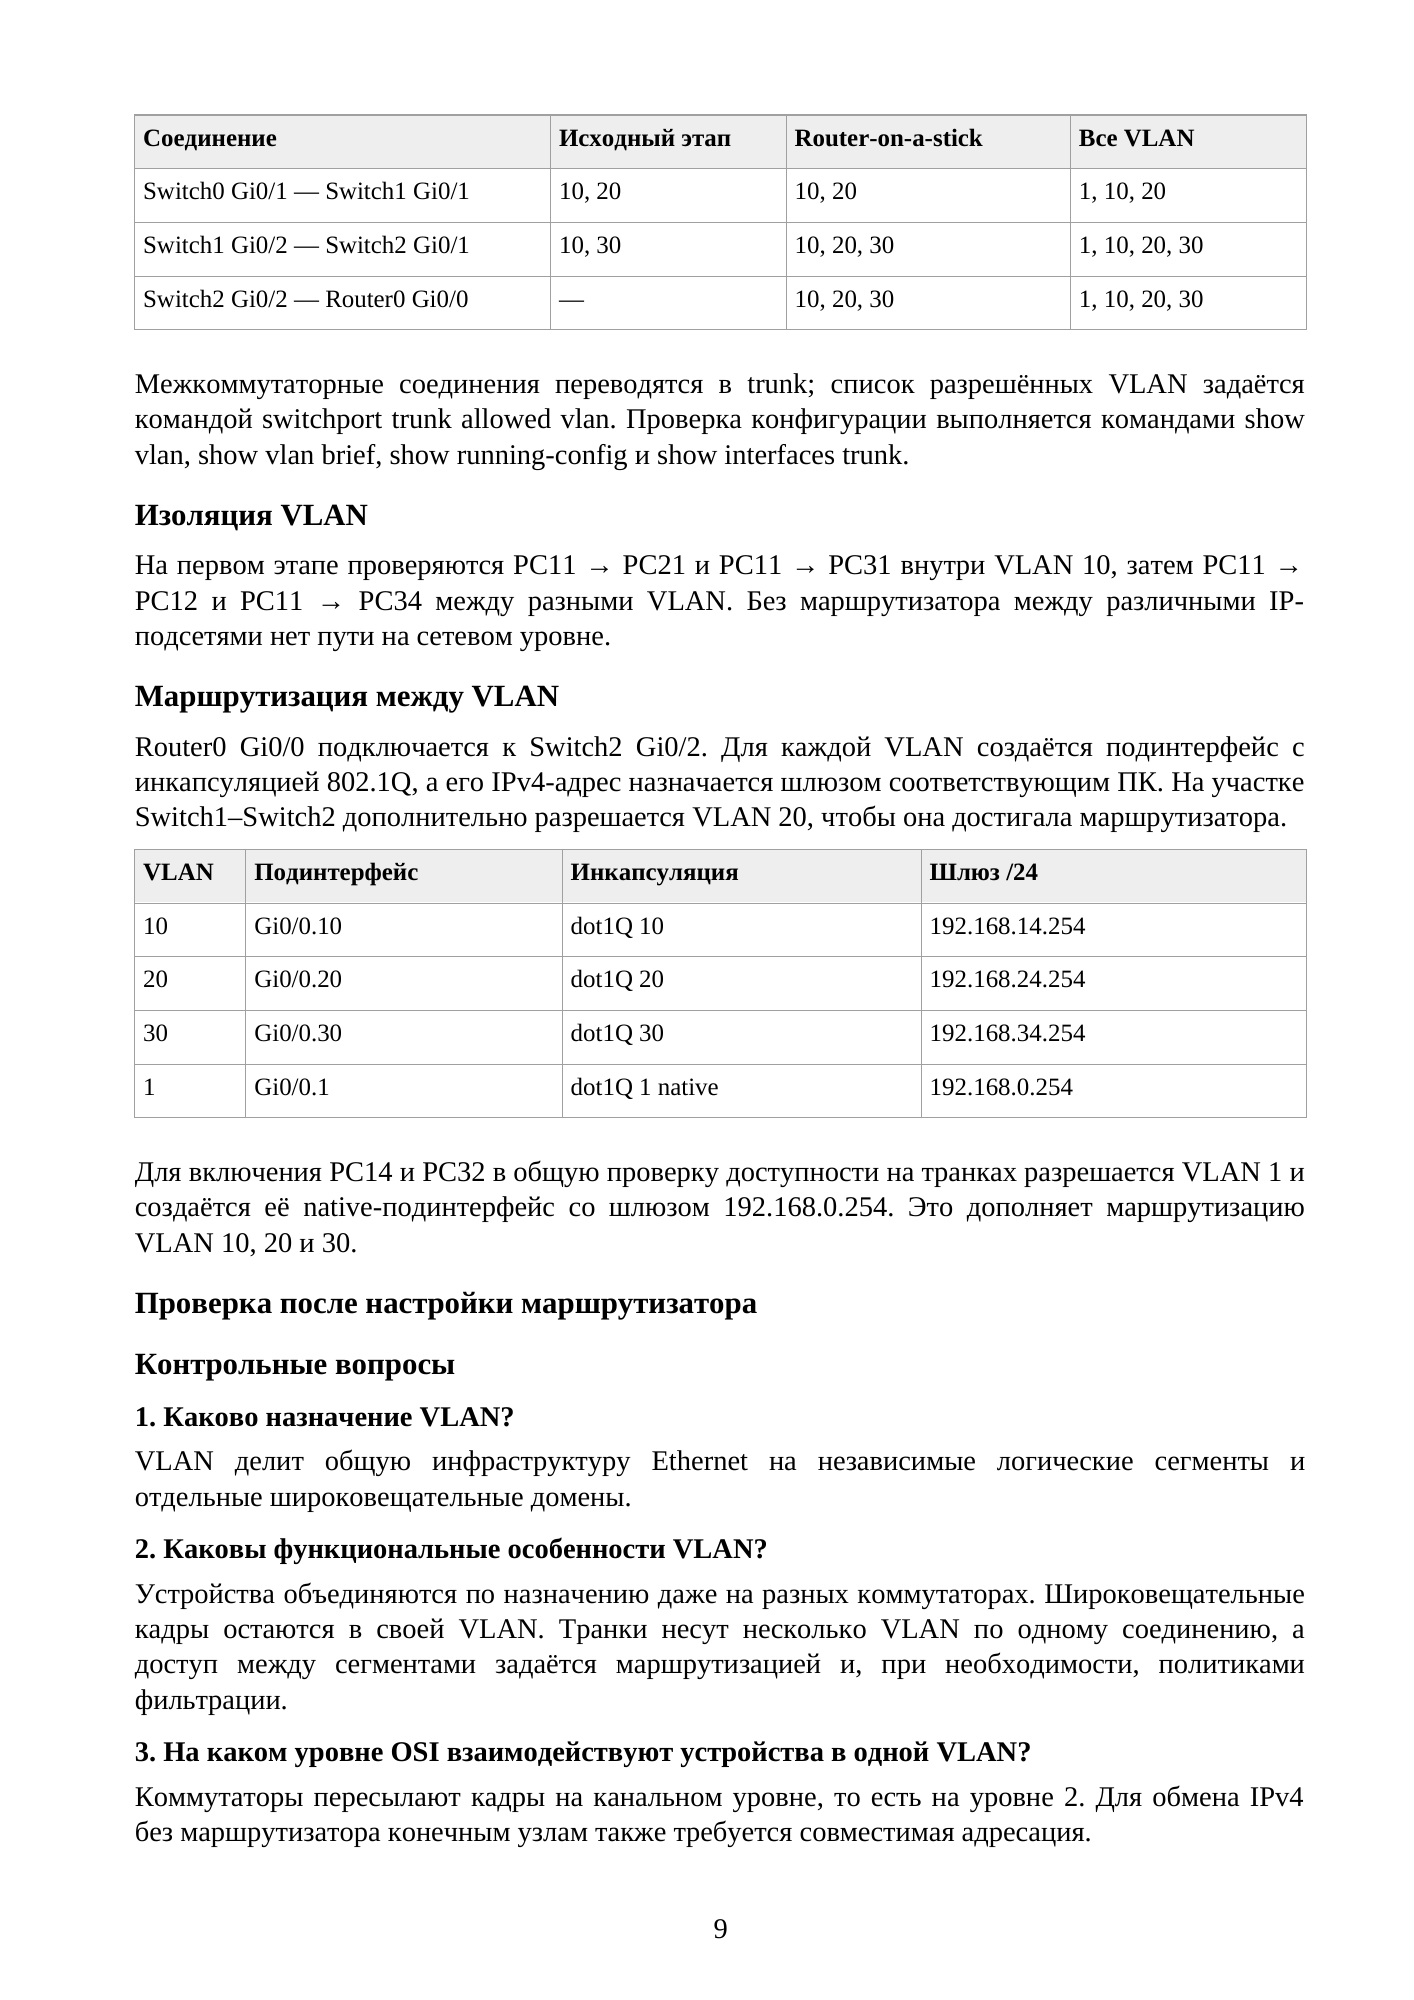 Соединение Исходный этап Router-on-a-stick Все VLAN
Switch0 Gi0/1 — Switch1 Gi0/1 10, 20 10, 20 1, 10, 20
Switch1 Gi0/2 — Switch2 Gi0/1 10, 30 10, 20, 30 1, 10, 20, 30
Switch2 Gi0/2 — Router0 Gi0/0 — 10, 20, 30 1, 10, 20, 30
Межкоммутаторные соединения переводятся в trunk; список разрешённых VLAN задаётся
командой switchport trunk allowed vlan. Проверка конфигурации выполняется командами show
vlan, show vlan brief, show running-config и show interfaces trunk.
Изоляция VLAN
На первом этапе проверяются PC11 → PC21 и PC11 → PC31 внутри VLAN 10, затем PC11 →
PC12 и PC11 → PC34 между разными VLAN. Без маршрутизатора между различными IP-
подсетями нет пути на сетевом уровне.
Маршрутизация между VLAN
Router0 Gi0/0 подключается к Switch2 Gi0/2. Для каждой VLAN создаётся подинтерфейс с
инкапсуляцией 802.1Q, а его IPv4-адрес назначается шлюзом соответствующим ПК. На участке
Switch1–Switch2 дополнительно разрешается VLAN 20, чтобы она достигала маршрутизатора.
VLAN Подинтерфейс Инкапсуляция Шлюз /24
10 Gi0/0.10 dot1Q 10 192.168.14.254
20 Gi0/0.20 dot1Q 20 192.168.24.254
30 Gi0/0.30 dot1Q 30 192.168.34.254
1 Gi0/0.1 dot1Q 1 native 192.168.0.254
Для включения PC14 и PC32 в общую проверку доступности на транках разрешается VLAN 1 и
создаётся её native-подинтерфейс со шлюзом 192.168.0.254. Это дополняет маршрутизацию
VLAN 10, 20 и 30.
Проверка после настройки маршрутизатора
Контрольные вопросы
1. Каково назначение VLAN?
VLAN делит общую инфраструктуру Ethernet на независимые логические сегменты и
отдельные широковещательные домены.
2. Каковы функциональные особенности VLAN?
Устройства объединяются по назначению даже на разных коммутаторах. Широковещательные
кадры остаются в своей VLAN. Транки несут несколько VLAN по одному соединению, а
доступ между сегментами задаётся маршрутизацией и, при необходимости, политиками
фильтрации.
3. На каком уровне OSI взаимодействуют устройства в одной VLAN?
Коммутаторы пересылают кадры на канальном уровне, то есть на уровне 2. Для обмена IPv4
без маршрутизатора конечным узлам также требуется совместимая адресация.
9